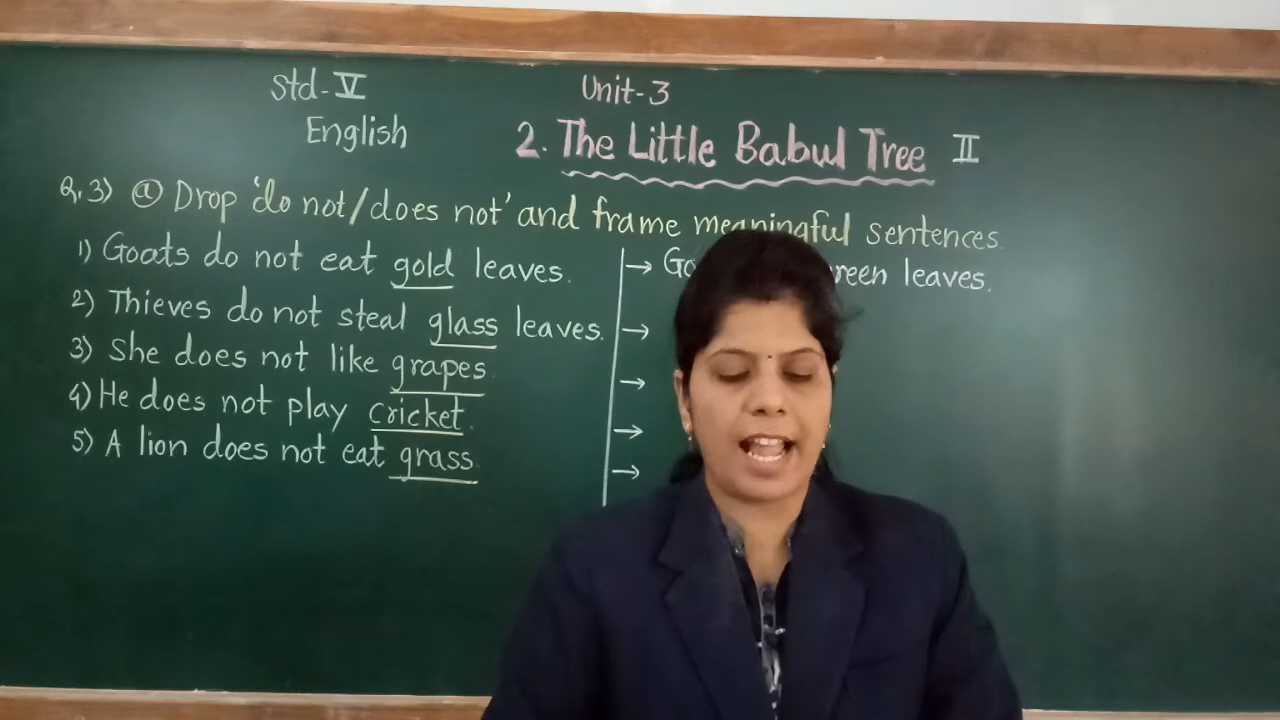 Std-V
Unit-3
English
2. The Little Babul Tree II
Q.3) ⓐ Drop 'do not/does not' and frame meaningful sentences.
1) Goats do not eat gold leaves. → leaves.
2) Thieves do not steal glass leaves. →
3) She does not like grapes. →
4) He does not play cricket. →
5) A lion does not eat grass. →